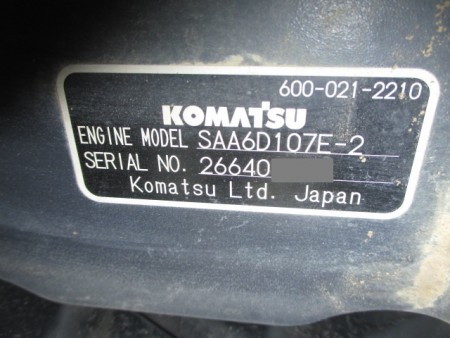 600-021-2210
KOMATSU
ENGINE MODEL SAA6D107E-2
SERIAL NO. 26640
Komatsu Ltd. Japan